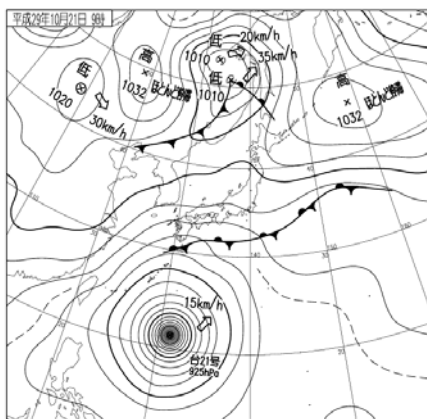 平成29年10月21日 9時
低
1020
30km/h
高
1032
ほとんど停滞
低
1010
20km/h
35km/h
1010
高
1032
ほとんど停滞
15km/h
台21号
925hPa
140